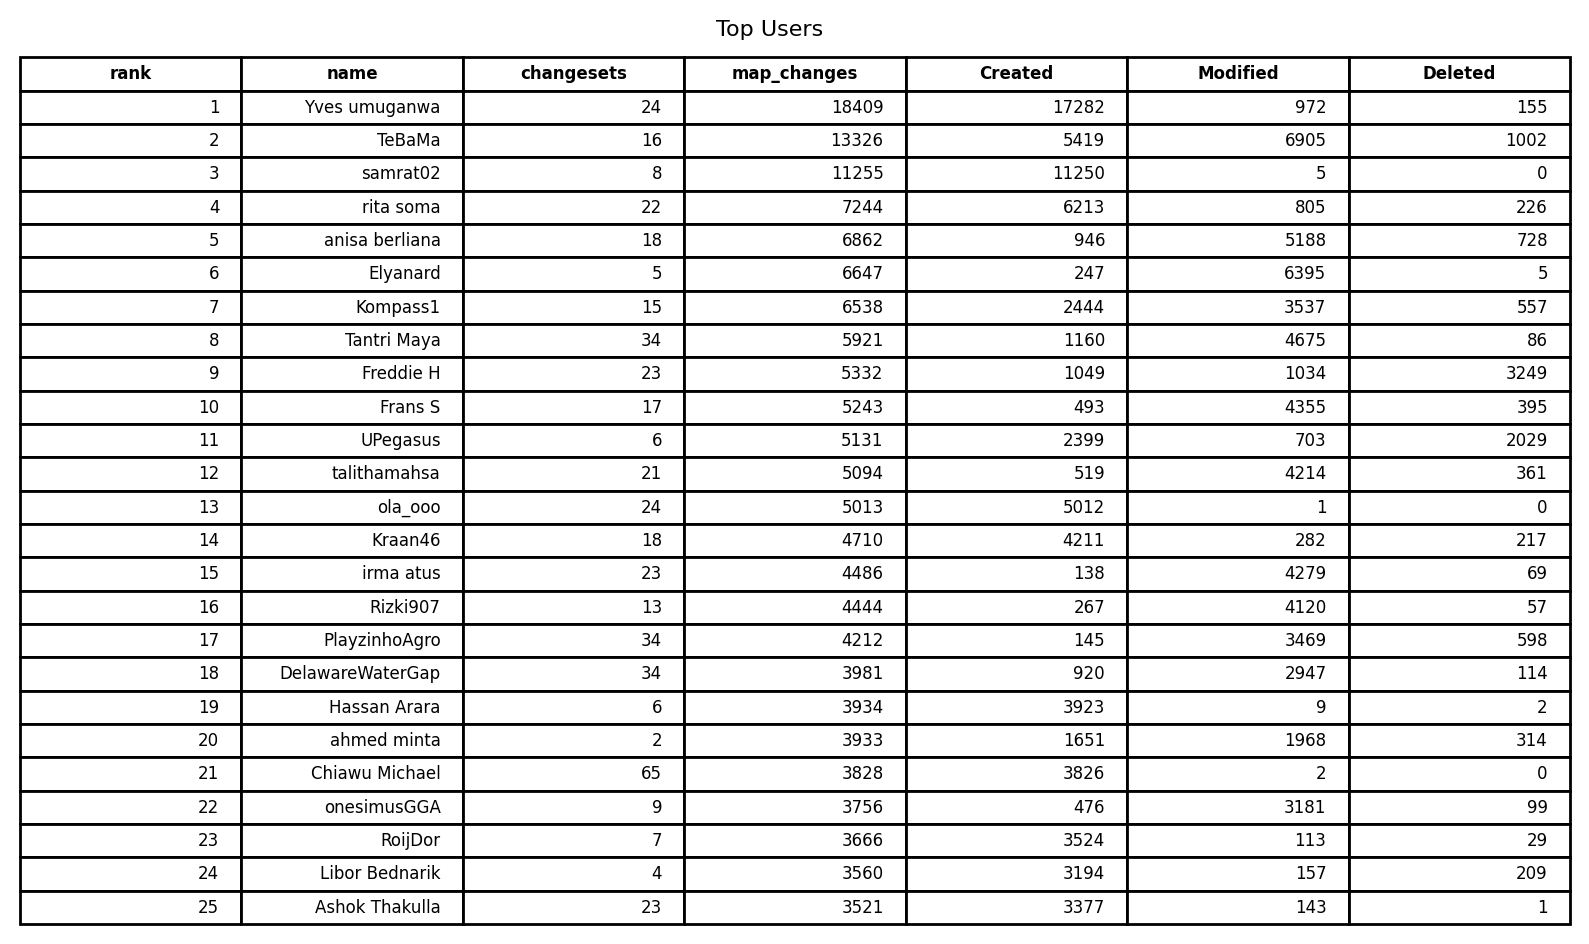 Top Users
rank name changesets map_changes Created Modified Deleted
1 Yves umuganwa 24 18409 17282 972 155
2 TeBaMa 16 13326 5419 6905 1002
3 samrat02 8 11255 11250 5 0
4 rita soma 22 7244 6213 805 226
5 anisa berliana 18 6862 946 5188 728
6 Elyanard 5 6647 247 6395 5
7 Kompass1 15 6538 2444 3537 557
8 Tantri Maya 34 5921 1160 4675 86
9 Freddie H 23 5332 1049 1034 3249
10 Frans S 17 5243 493 4355 395
11 UPegasus 6 5131 2399 703 2029
12 talithamahsa 21 5094 519 4214 361
13 ola_ooo 24 5013 5012 1 0
14 Kraan46 18 4710 4211 282 217
15 irma atus 23 4486 138 4279 69
16 Rizki907 13 4444 267 4120 57
17 PlayzinhoAgro 34 4212 145 3469 598
18 DelawareWaterGap 34 3981 920 2947 114
19 Hassan Arara 6 3934 3923 9 2
20 ahmed minta 2 3933 1651 1968 314
21 Chiawu Michael 65 3828 3826 2 0
22 onesimusGGA 9 3756 476 3181 99
23 RoijDor 7 3666 3524 113 29
24 Libor Bednarik 4 3560 3194 157 209
25 Ashok Thakulla 23 3521 3377 143 1